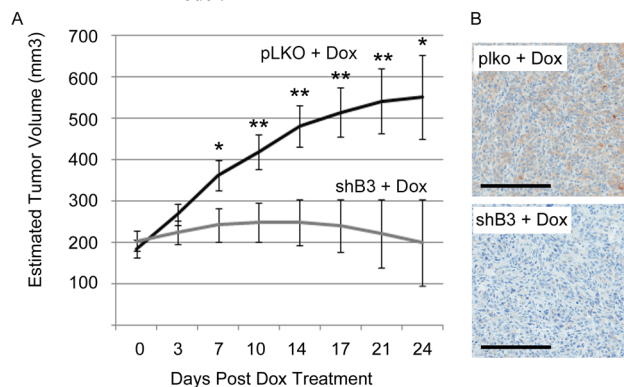 A
B
700
600
500
400
300
200
100
Estimated Tumor Volume (mm3)
pLKO + Dox
*
**
**
**
**
**
*
shB3 + Dox
0 3 7 10 14 17 21 24
Days Post Dox Treatment
plko + Dox
shB3 + Dox